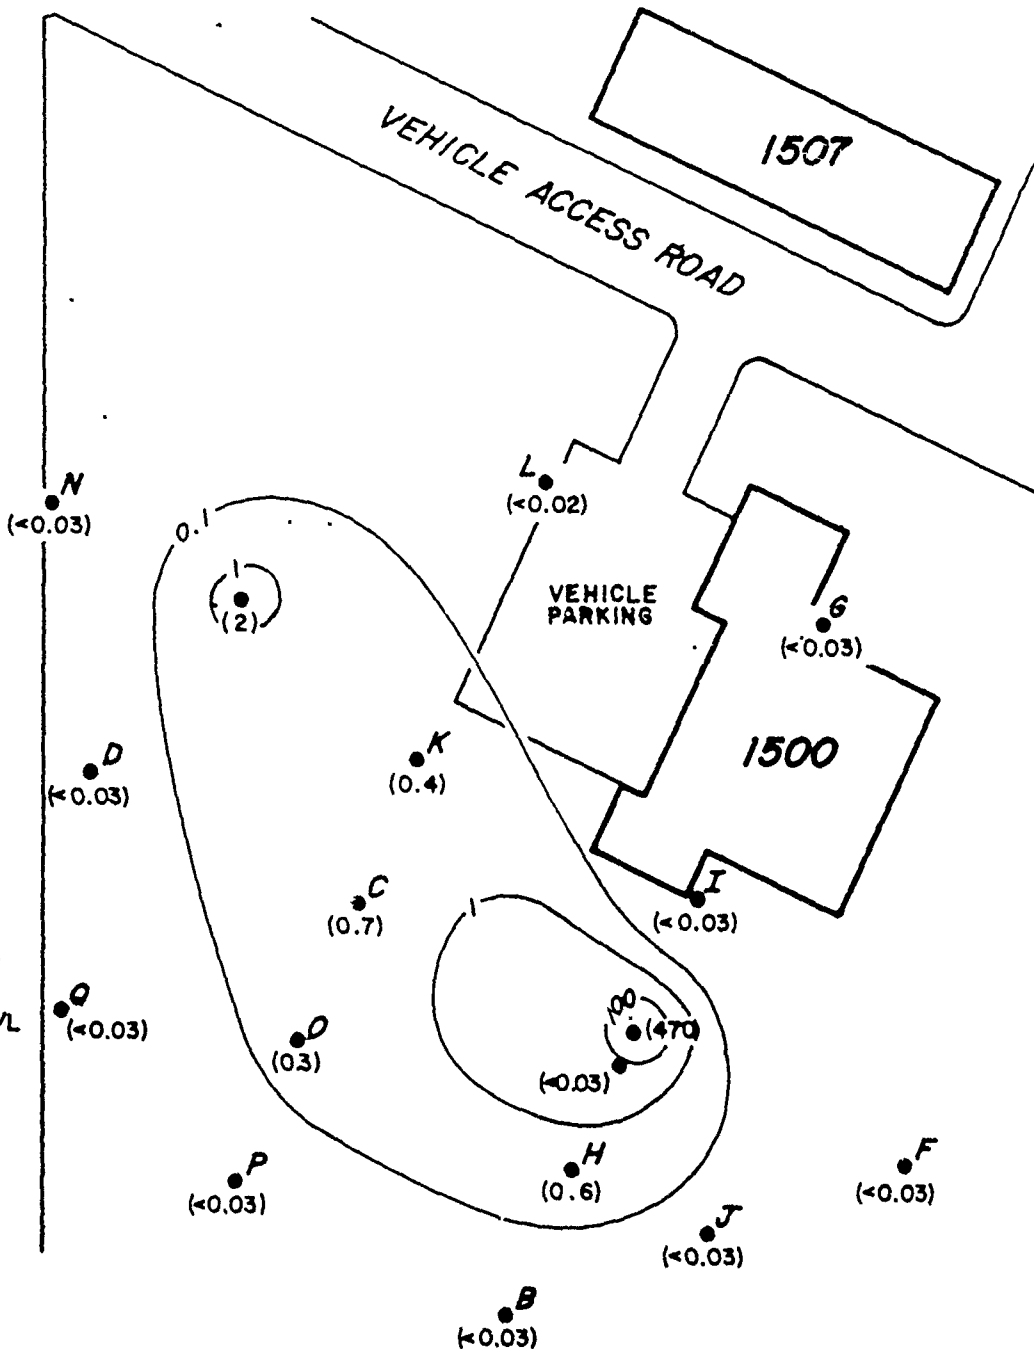 1507
VEHICLE ACCESS ROAD
L
(<0.02)
N
(<0.03)
0.1
1
(2)
VEHICLE
PARKING
G
(<0.03)
D
(<0.03)
K
(0.4)
1500
C
(0.7)
1
I
(<0.03)
Q
(<0.03)
O
(0.3)
100
(470)
(<0.03)
P
(<0.03)
H
(0.6)
F
(<0.03)
J
(<0.03)
B
(<0.03)